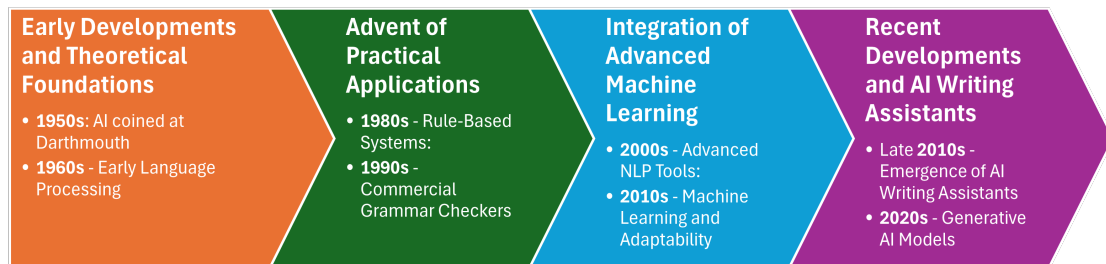 Early Developments
and Theoretical
Foundations
• 1950s: AI coined at
Darthmouth
• 1960s - Early Language
Processing
Advent of
Practical
Applications
• 1980s - Rule-Based
Systems:
• 1990s -
Commercial
Grammar Checkers
Integration of
Advanced
Machine
Learning
• 2000s - Advanced
NLP Tools:
• 2010s - Machine
Learning and
Adaptability
Recent
Developments
and AI Writing
Assistants
• Late 2010s -
Emergence of AI
Writing Assistants
• 2020s - Generative
AI Models